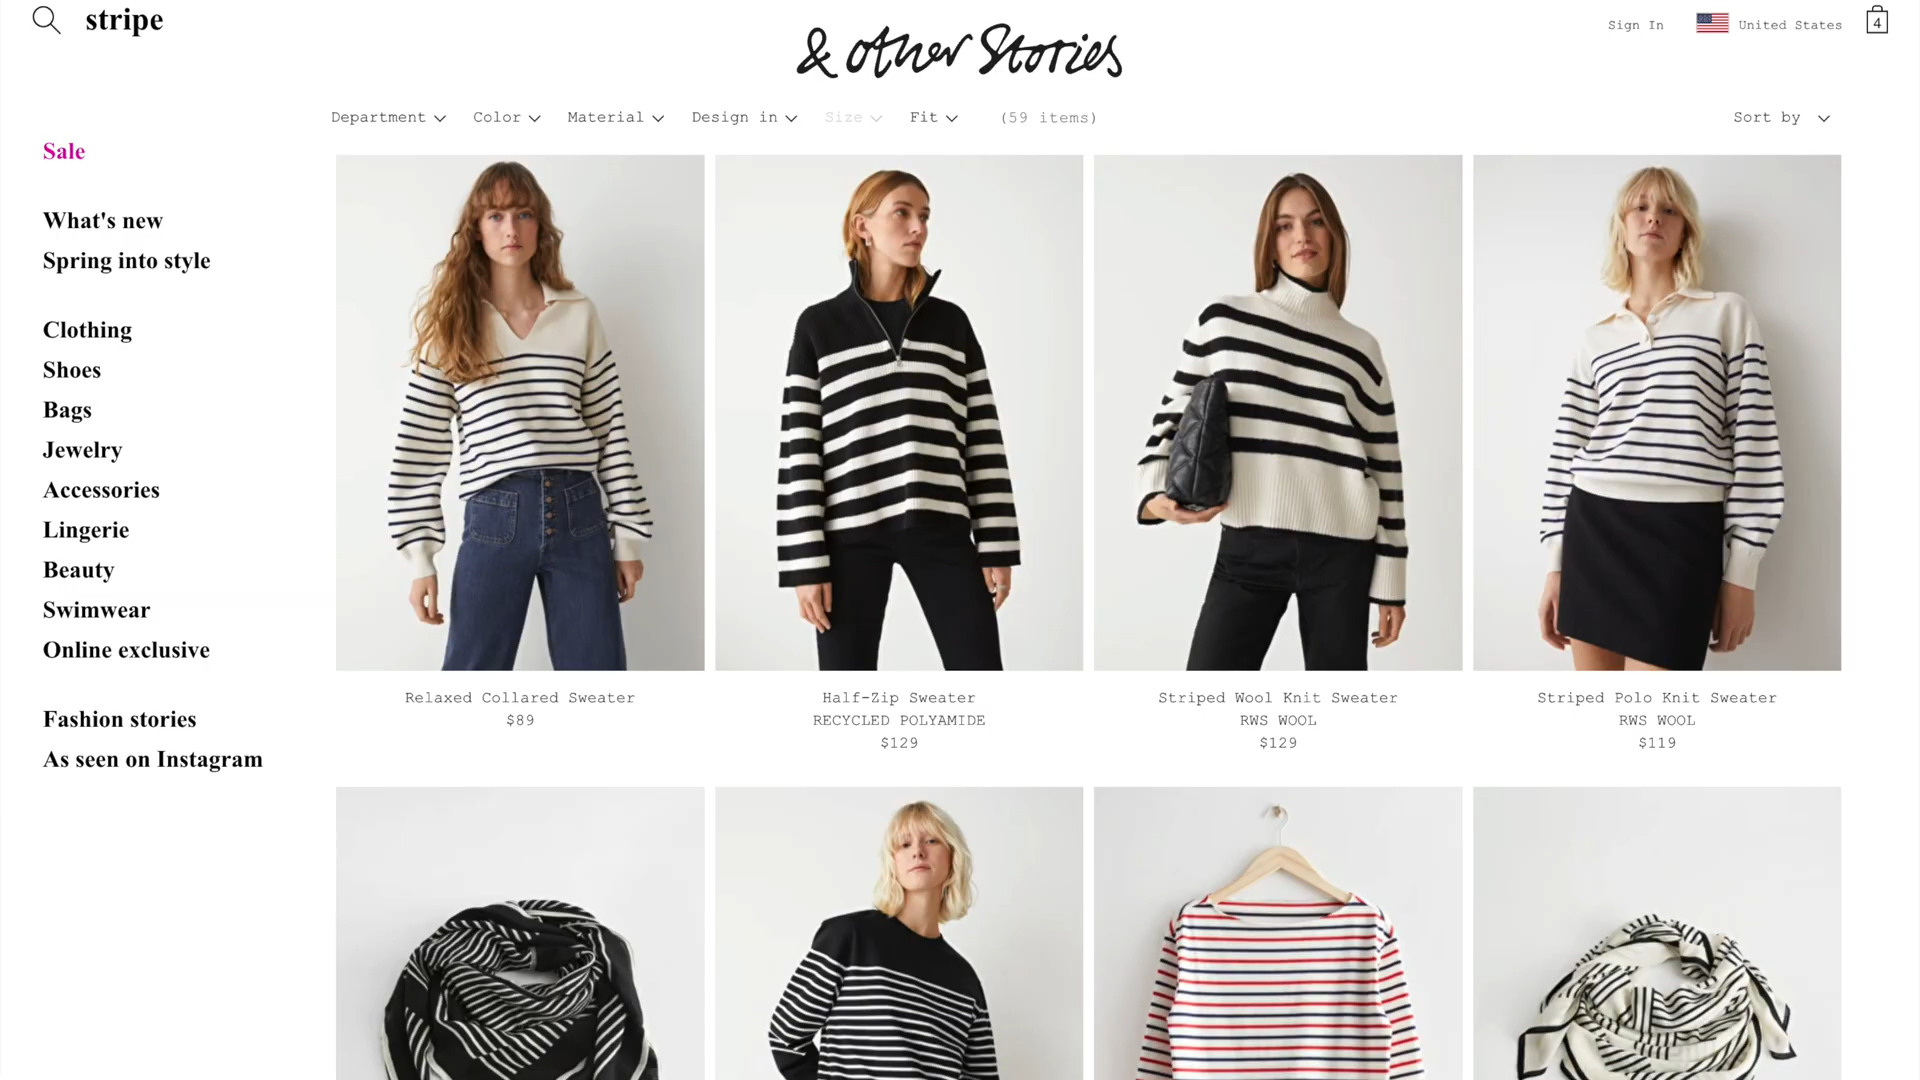 stripe
& other Stories
Sign In
United States
4
Department
Color
Material
Design in
Size
Fit
(59 items)
Sort by
Sale
What's new
Spring into style
Clothing
Shoes
Bags
Jewelry
Accessories
Lingerie
Beauty
Swimwear
Online exclusive
Fashion stories
As seen on Instagram
Relaxed Collared Sweater
$89
Half-Zip Sweater
RECYCLED POLYAMIDE
$129
Striped Wool Knit Sweater
RWS WOOL
$129
Striped Polo Knit Sweater
RWS WOOL
$119